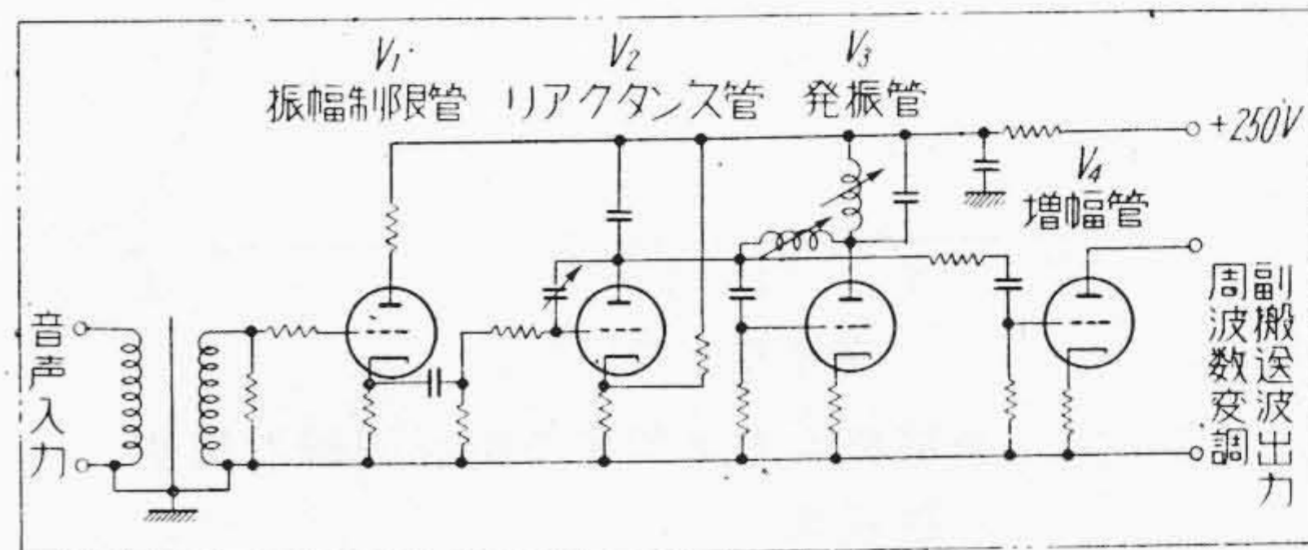 V₁
振幅制限管
V₂
リアクタンス管
V₃
発振管
+250V
V₄
増幅管
音声入力
副搬送波出力
周波数変調